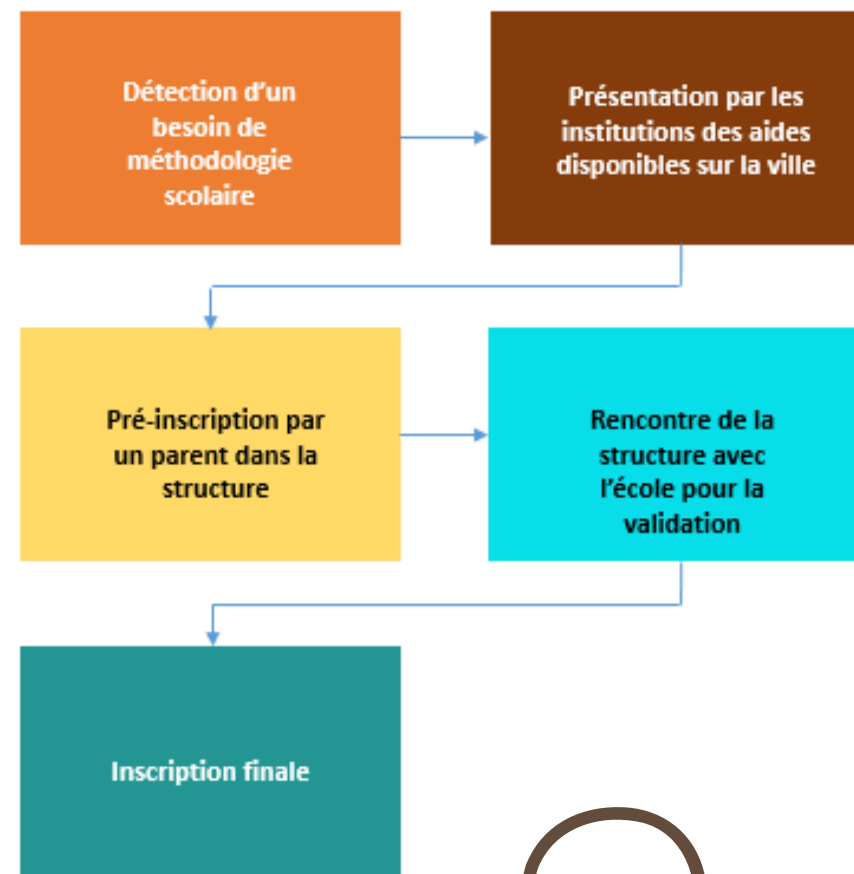 Détection d’un
besoin de
méthodologie
scolaire
Présentation par les
institutions des aides
disponibles sur la ville
Pré-inscription par
un parent dans la
structure
Rencontre de la
structure avec
l’école pour la
validation
Inscription finale